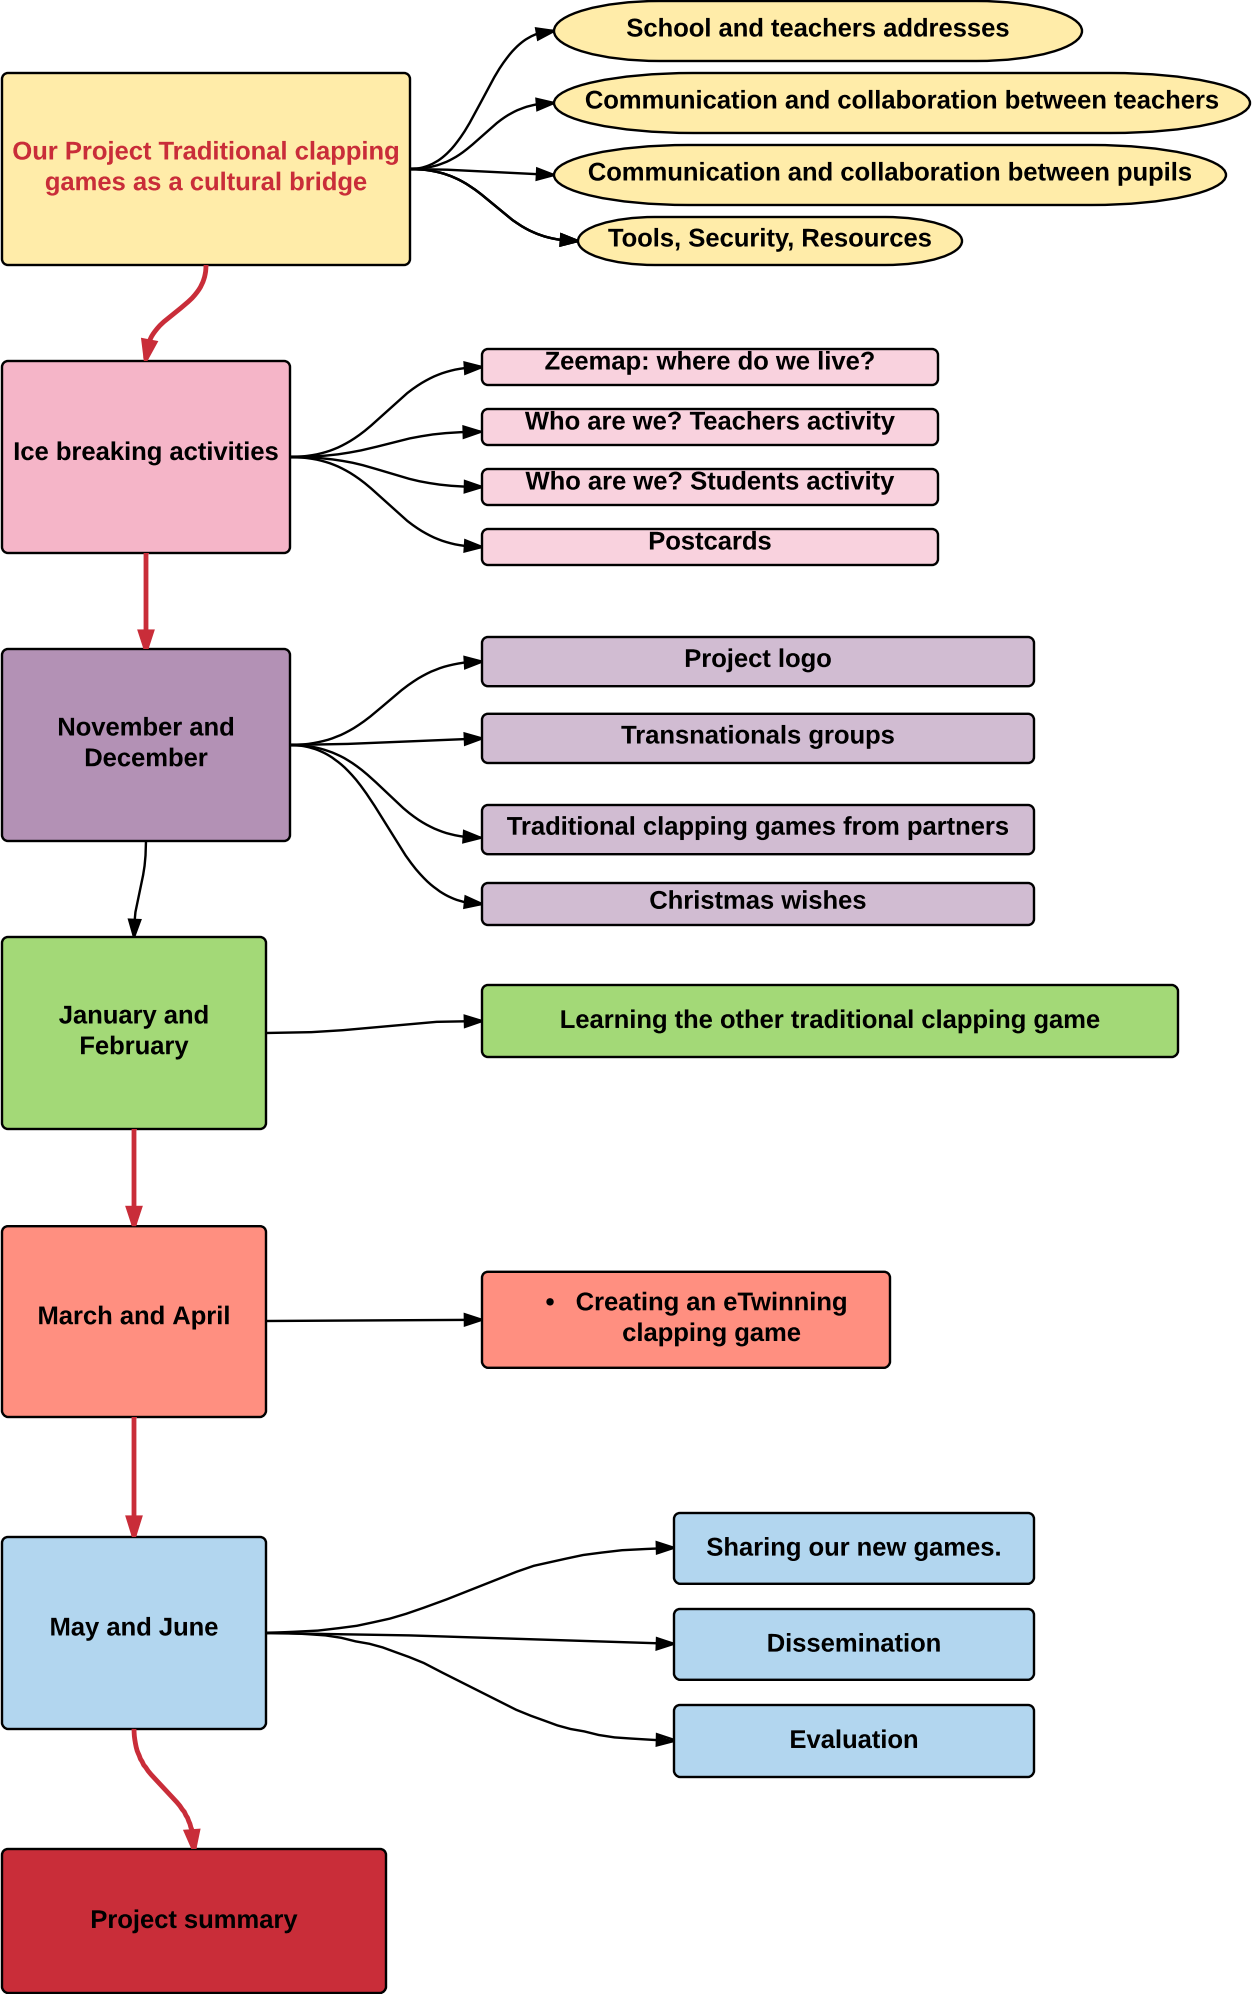 School and teachers addresses
Communication and collaboration between teachers
Our Project Traditional clapping
games as a cultural bridge
Communication and collaboration between pupils
Tools, Security, Resources
Ice breaking activities
Zeemap: where do we live?
Who are we? Teachers activity
Who are we? Students activity
Postcards
November and
December
Project logo
Transnationals groups
Traditional clapping games from partners
Christmas wishes
January and
February
Learning the other traditional clapping game
March and April
• Creating an eTwinning
clapping game
May and June
Sharing our new games.
Dissemination
Evaluation
Project summary